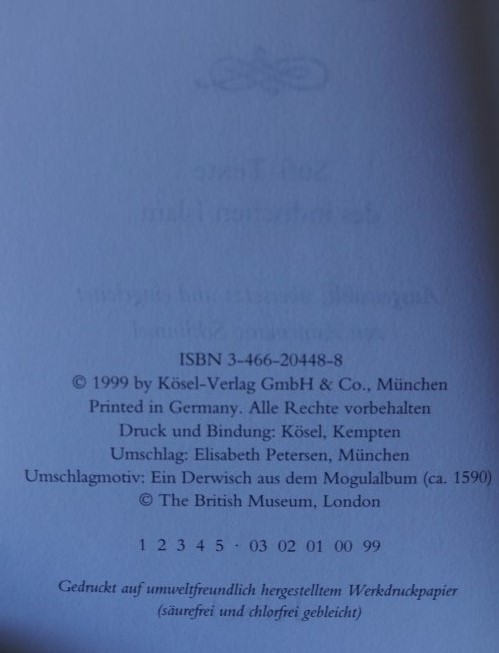 ISBN 3-466-20448-8
© 1999 by Kösel-Verlag GmbH & Co., München
Printed in Germany. Alle Rechte vorbehalten
Druck und Bindung: Kösel, Kempten
Umschlag: Elisabeth Petersen, München
Umschlagmotiv: Ein Derwisch aus dem Mogulalbum (ca. 1590)
© The British Museum, London
1 2 3 4 5 · 03 02 01 00 99
Gedruckt auf umweltfreundlich hergestelltem Werkdruckpapier
(säurefrei und chlorfrei gebleicht)